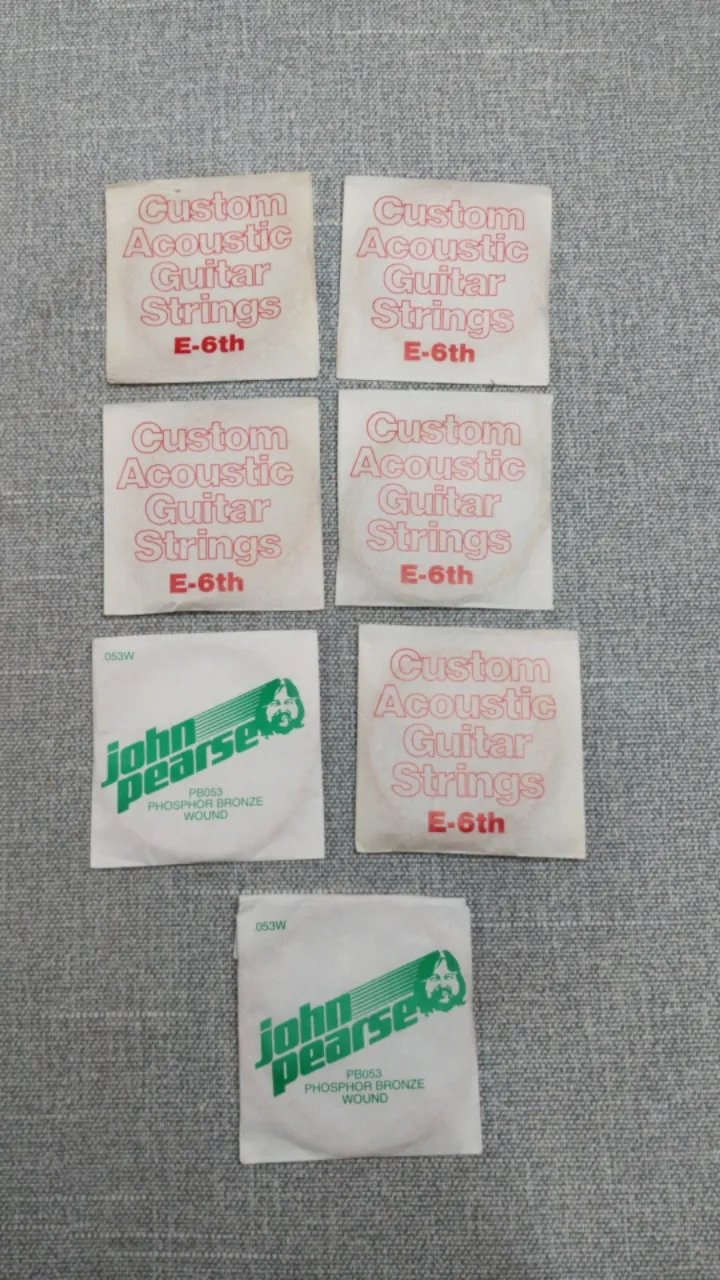 Custom
Acoustic
Guitar
Strings
E-6th
Custom
Acoustic
Guitar
Strings
E-6th
Custom
Acoustic
Guitar
Strings
E-6th
Custom
Acoustic
Guitar
Strings
E-6th
.053W
john
pearse
PB053
PHOSPHOR BRONZE
WOUND
Custom
Acoustic
Guitar
Strings
E-6th
.053W
john
pearse
PB053
PHOSPHOR BRONZE
WOUND